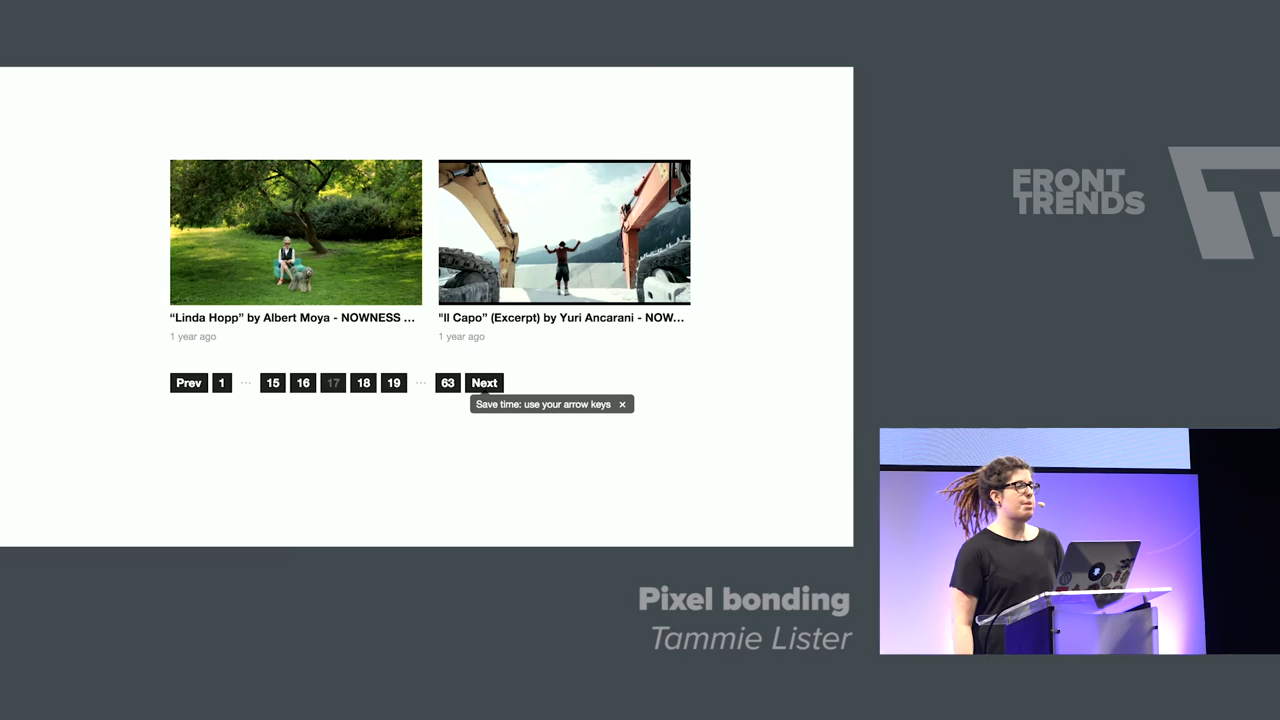 “Linda Hopp” by Albert Moya - NOWNESS ...
1 year ago
"Il Capo” (Excerpt) by Yuri Ancarani - NOW...
1 year ago
Prev 1 ... 15 16 17 18 19 ... 63 Next
Save time: use your arrow keys ×
FRONT
TRENDS
Pixel bonding
Tammie Lister